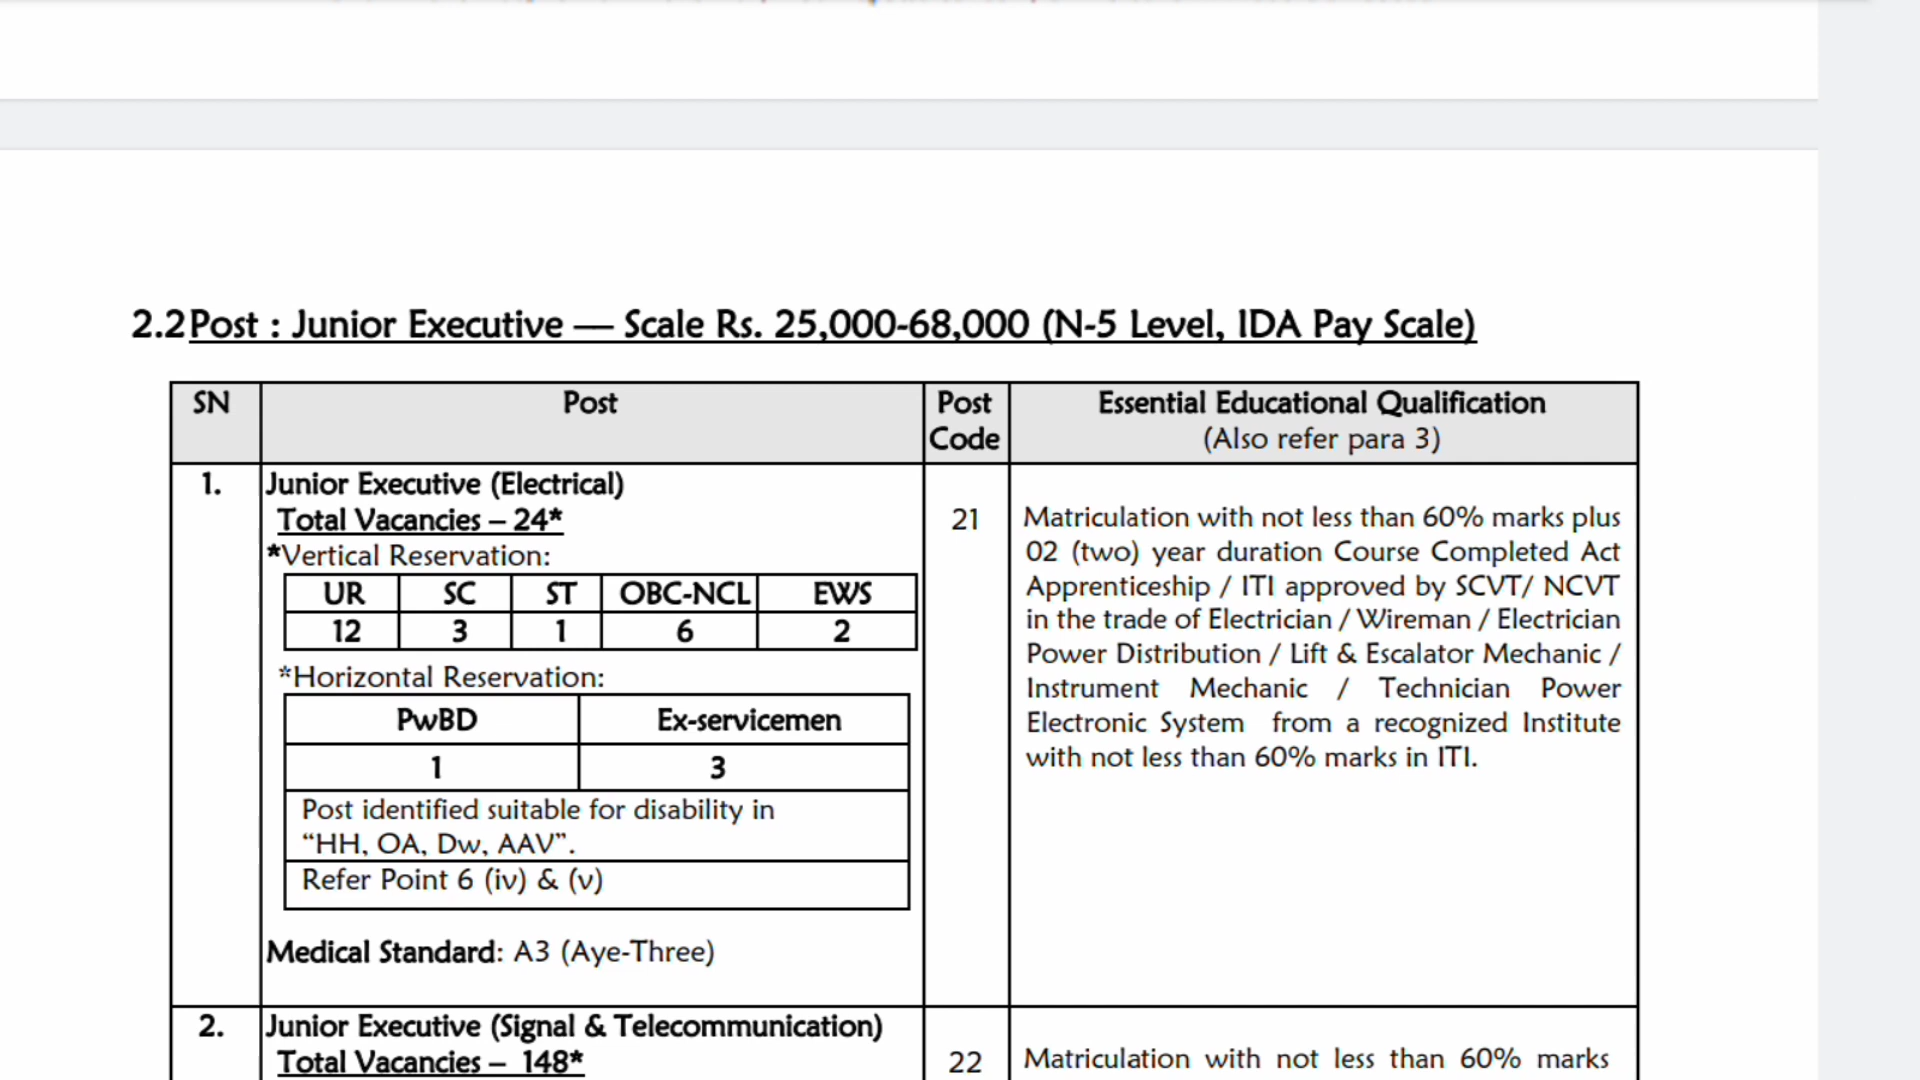 2.2Post : Junior Executive — Scale Rs. 25,000-68,000 (N-5 Level, IDA Pay Scale)
SN
Post
Post
Code
Essential Educational Qualification
(Also refer para 3)
1.
Junior Executive (Electrical)
Total Vacancies – 24*
*Vertical Reservation:
UR SC ST OBC-NCL EWS
12 3 1 6 2
*Horizontal Reservation:
PwBD Ex-servicemen
1 3
Post identified suitable for disability in
“HH, OA, Dw, AAV”.
Refer Point 6 (iv) & (v)
Medical Standard: A3 (Aye-Three)
21
Matriculation with not less than 60% marks plus
02 (two) year duration Course Completed Act
Apprenticeship / ITI approved by SCVT/ NCVT
in the trade of Electrician / Wireman / Electrician
Power Distribution / Lift & Escalator Mechanic /
Instrument Mechanic / Technician Power
Electronic System from a recognized Institute
with not less than 60% marks in ITI.
2.
Junior Executive (Signal & Telecommunication)
Total Vacancies – 148*
22
Matriculation with not less than 60% marks